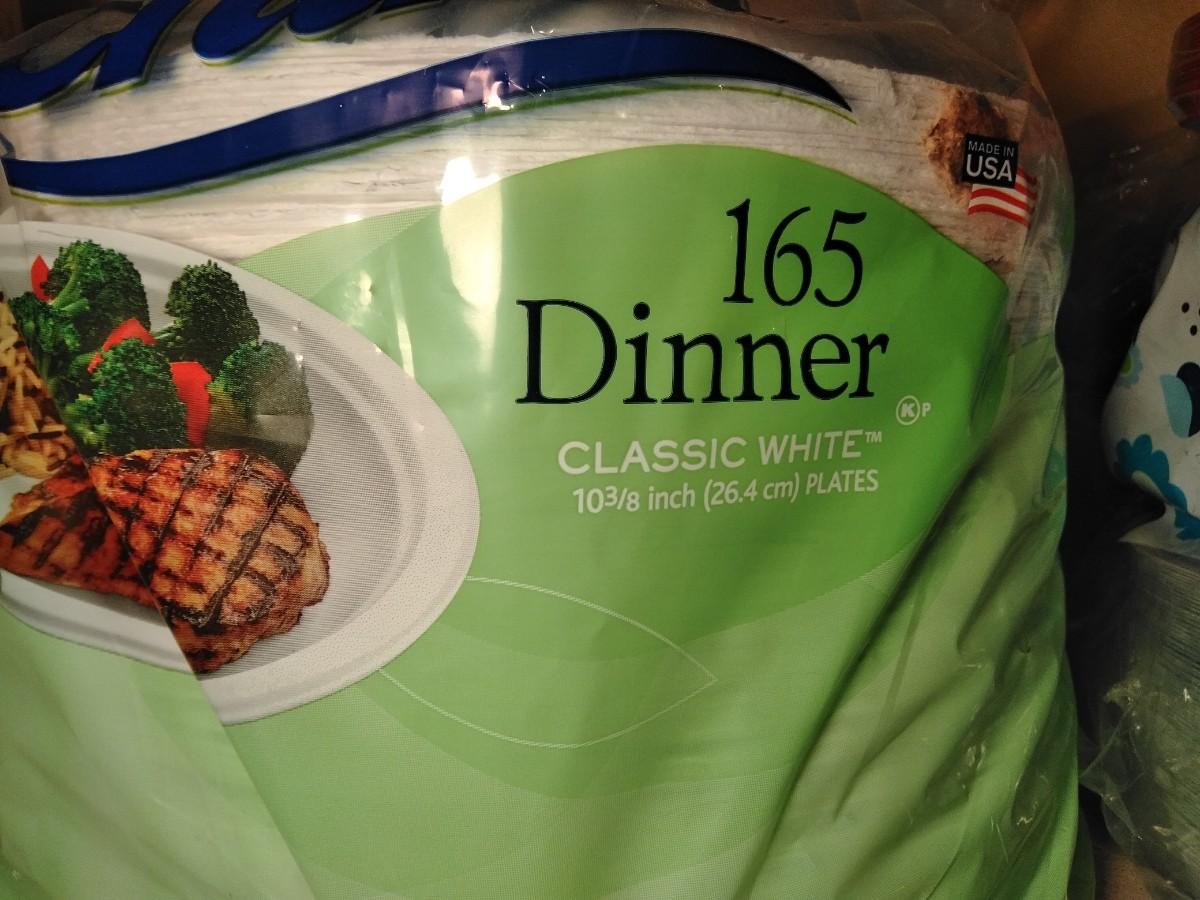 MADE IN
USA
165
Dinner
K P
CLASSIC WHITE™
10 3/8 inch (26.4 cm) PLATES